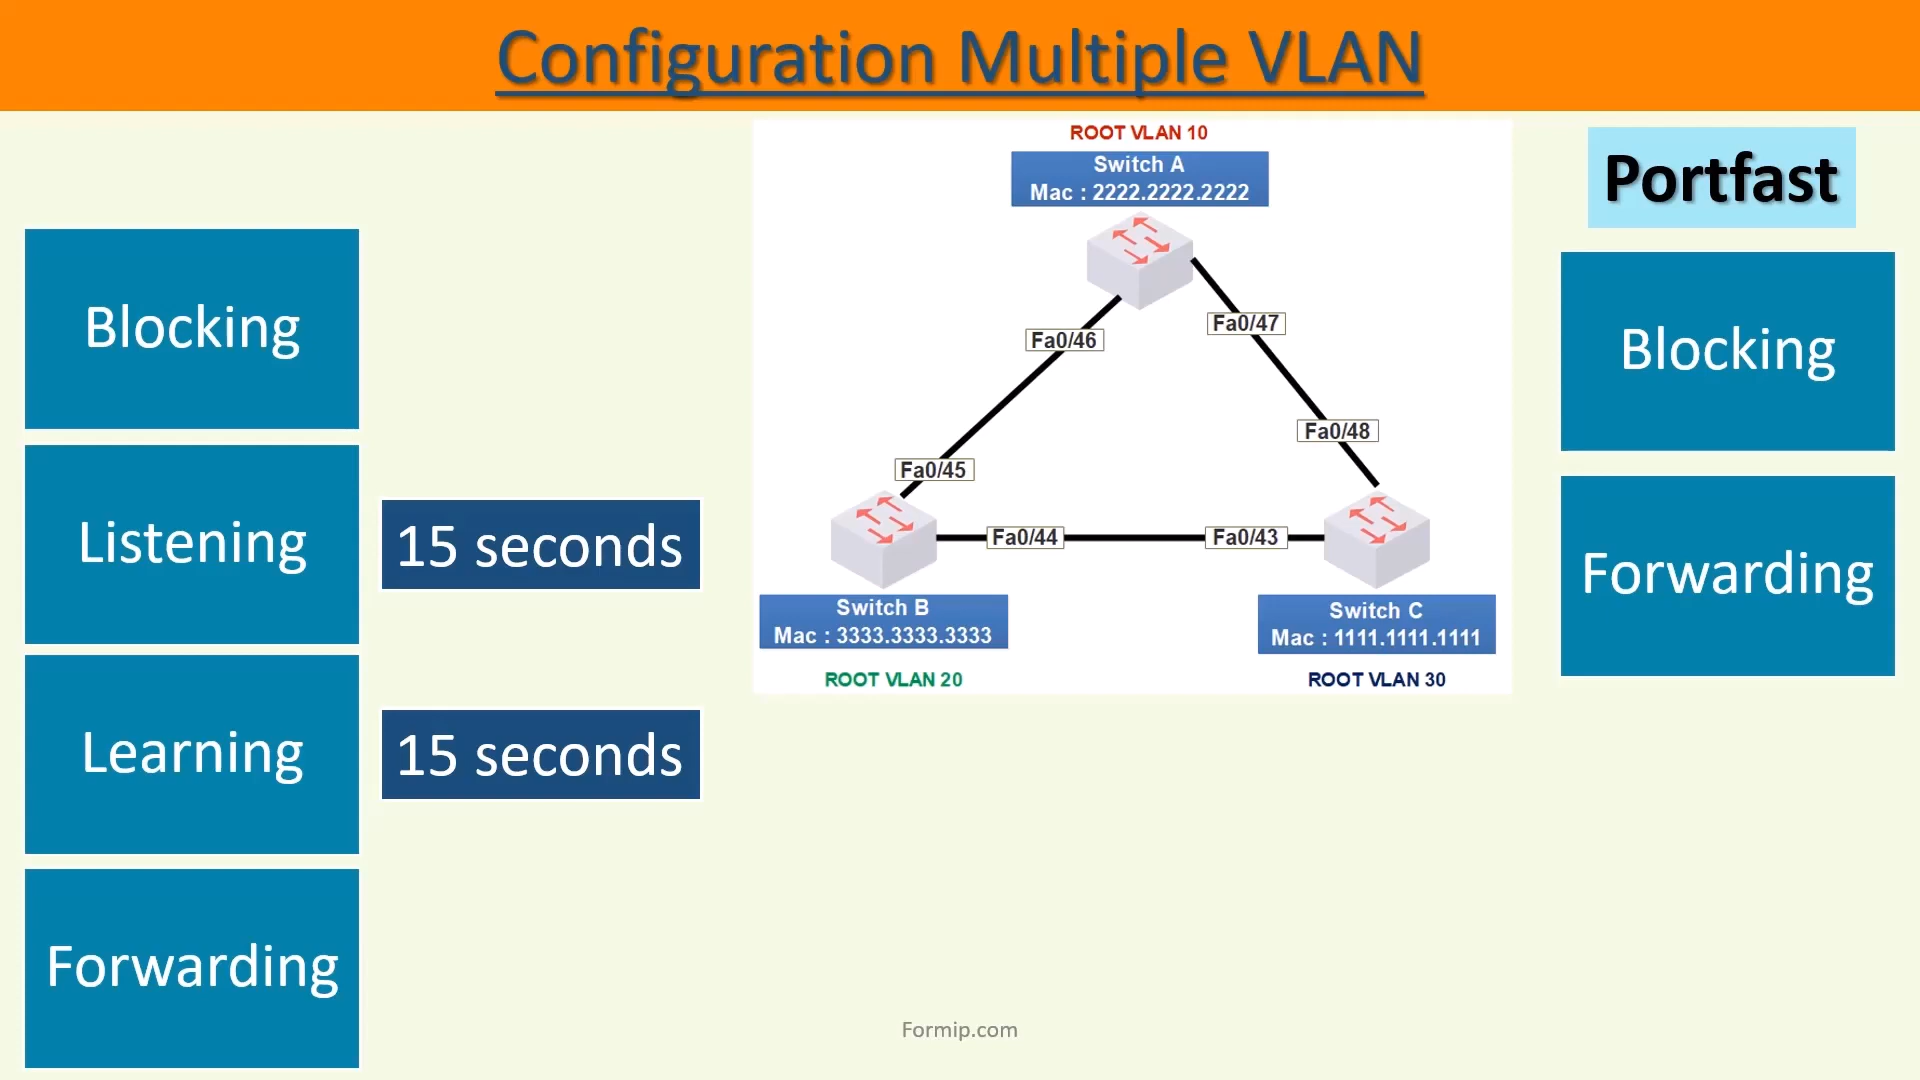 Configuration Multiple VLAN
Blocking
Listening
15 seconds
Learning
15 seconds
Forwarding
ROOT VLAN 10
Switch A
Mac : 2222.2222.2222
Fa0/46
Fa0/47
Fa0/48
Fa0/45
Fa0/44
Fa0/43
Switch B
Mac : 3333.3333.3333
ROOT VLAN 20
Switch C
Mac : 1111.1111.1111
ROOT VLAN 30
Portfast
Blocking
Forwarding
Formip.com